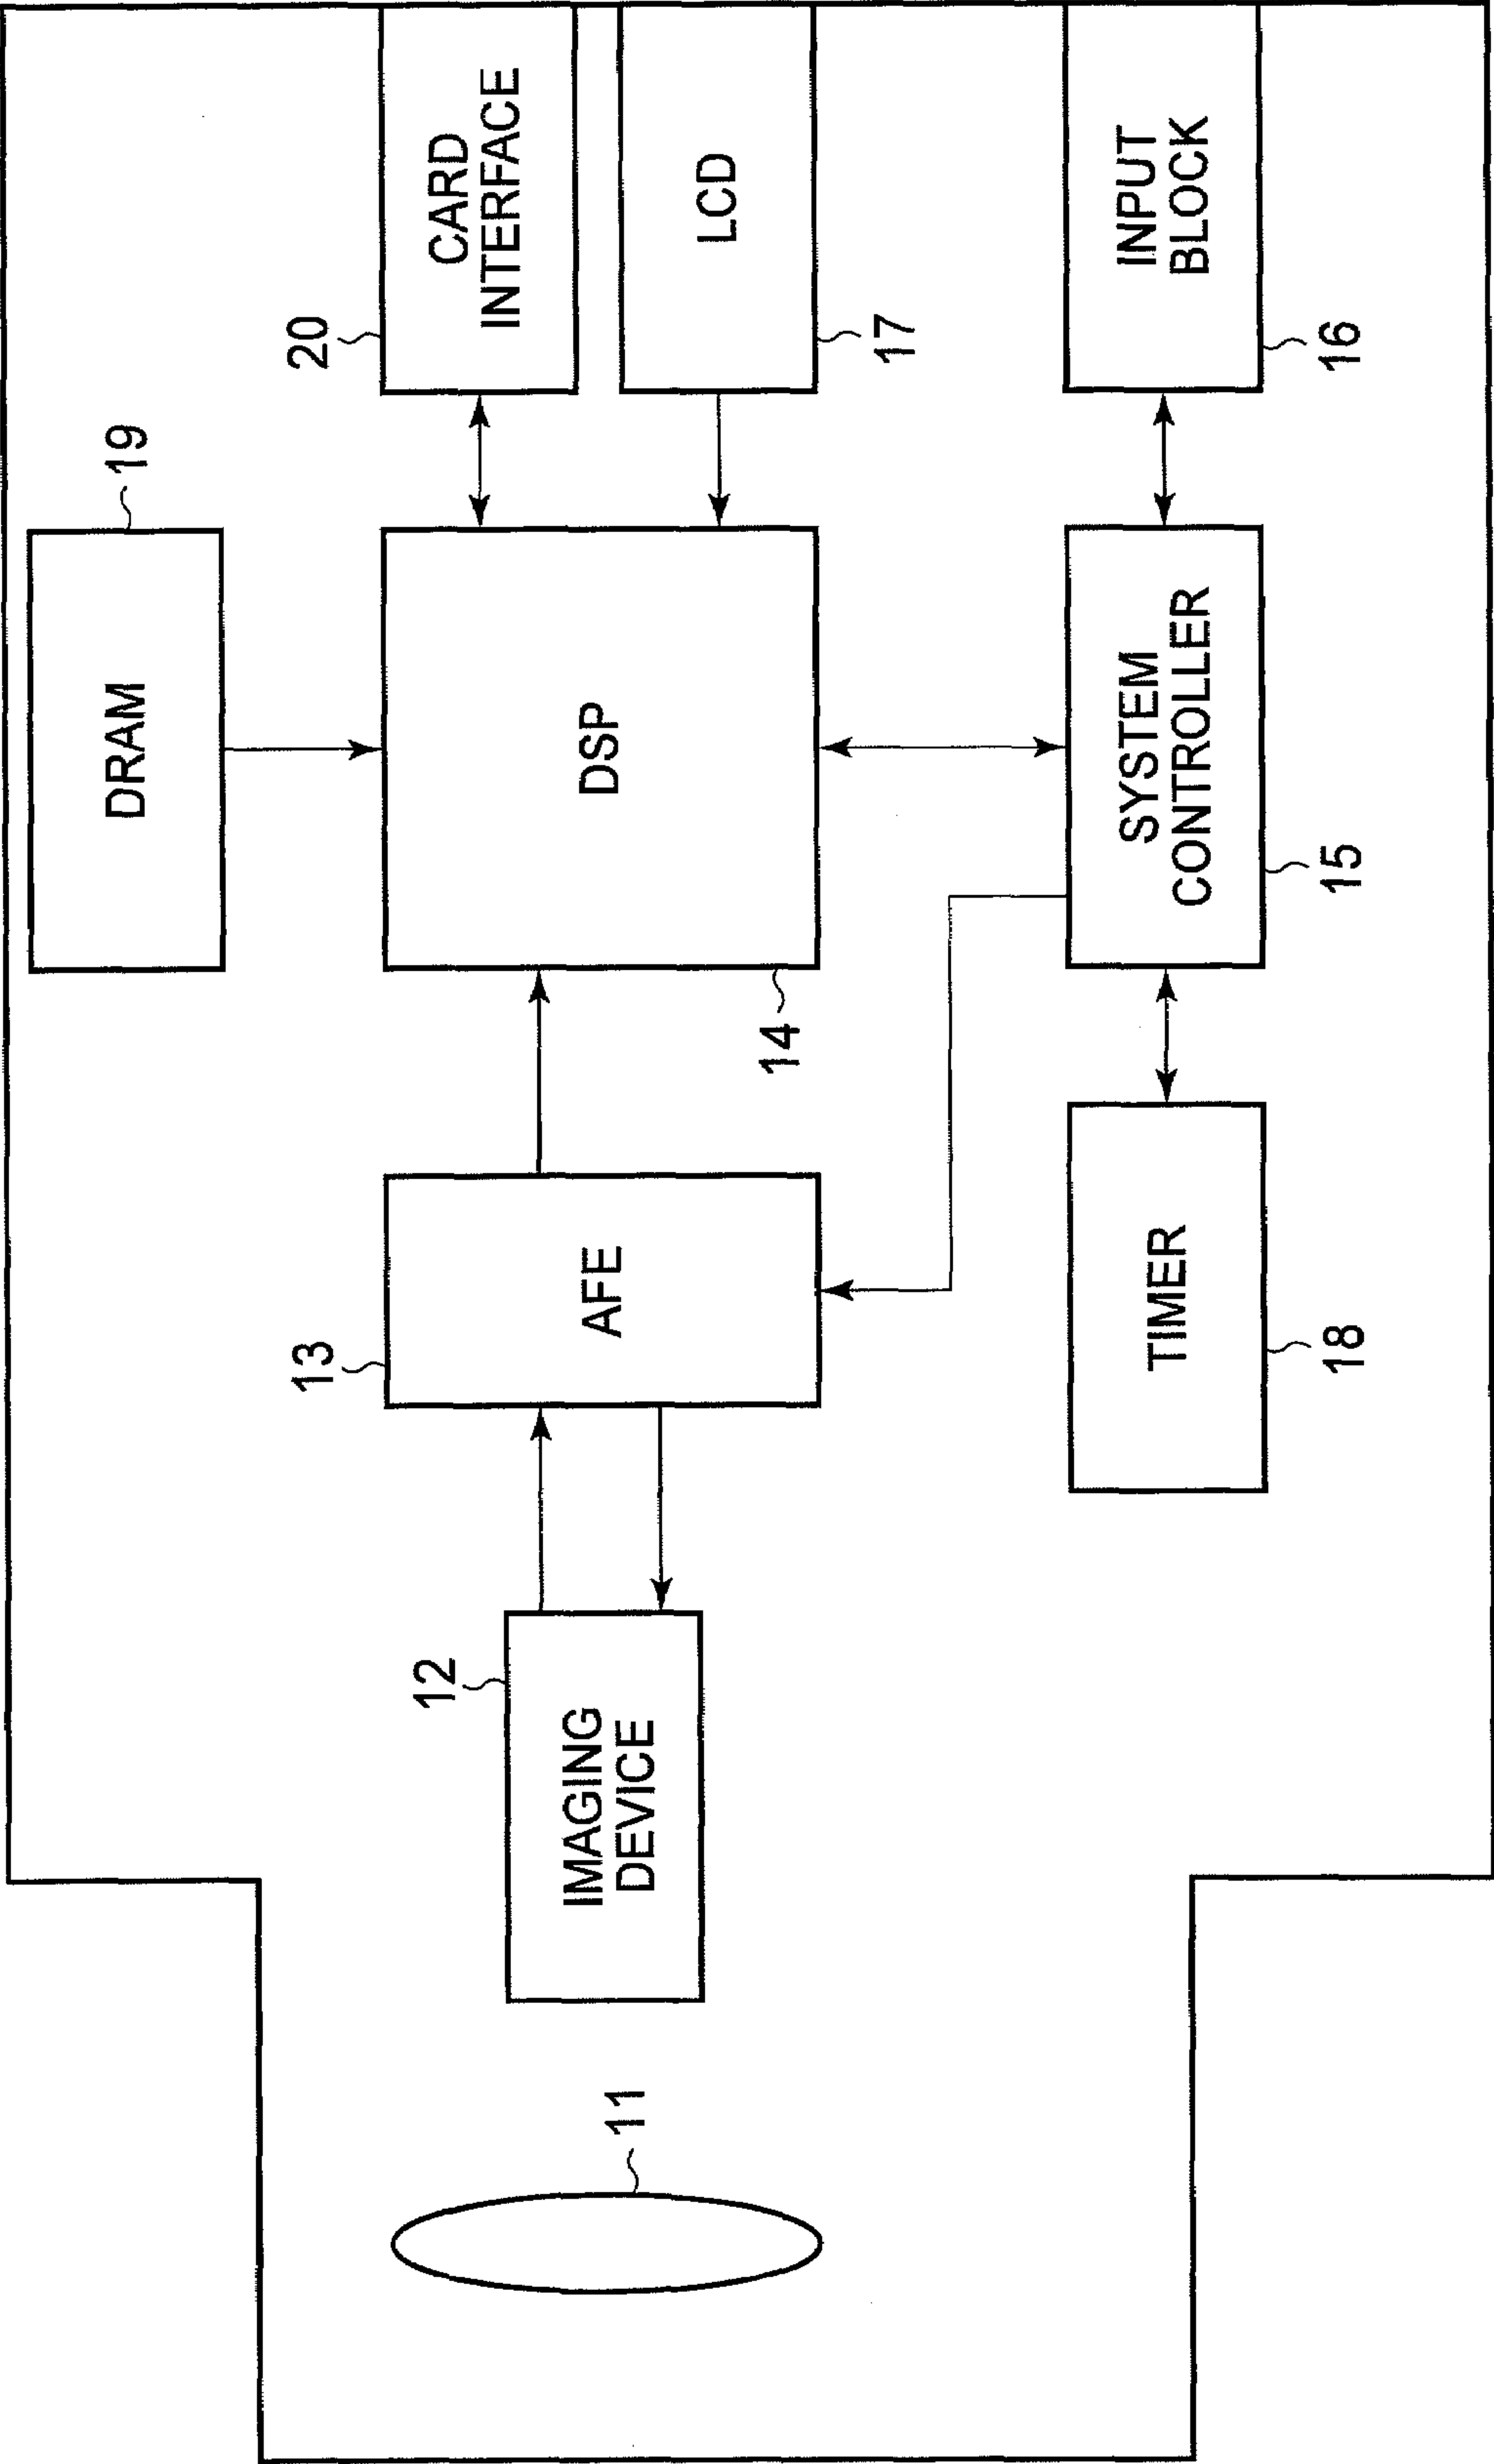 11
12
IMAGING
DEVICE
13
AFE
14
DSP
19
DRAM
20
CARD
INTERFACE
LCD
17
18
TIMER
15
SYSTEM
CONTROLLER
16
INPUT
BLOCK